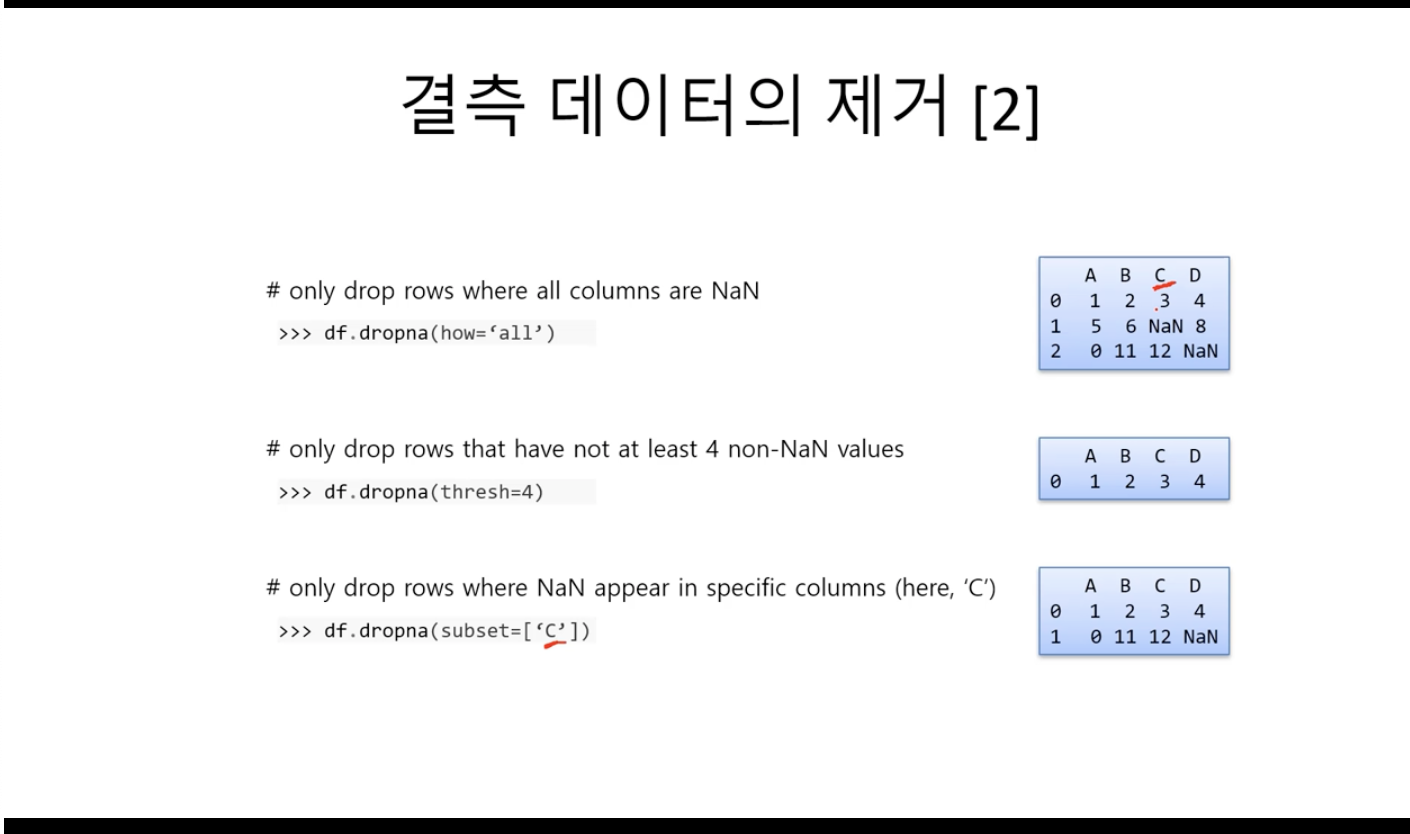 결측 데이터의 제거 [2]
# only drop rows where all columns are NaN
>>> df.dropna(how=‘all’)
A B C D
0 1 2 3 4
1 5 6 NaN 8
2 0 11 12 NaN
# only drop rows that have not at least 4 non-NaN values
>>> df.dropna(thresh=4)
A B C D
0 1 2 3 4
# only drop rows where NaN appear in specific columns (here, ‘C’)
>>> df.dropna(subset=[‘C’])
A B C D
0 1 2 3 4
1 0 11 12 NaN